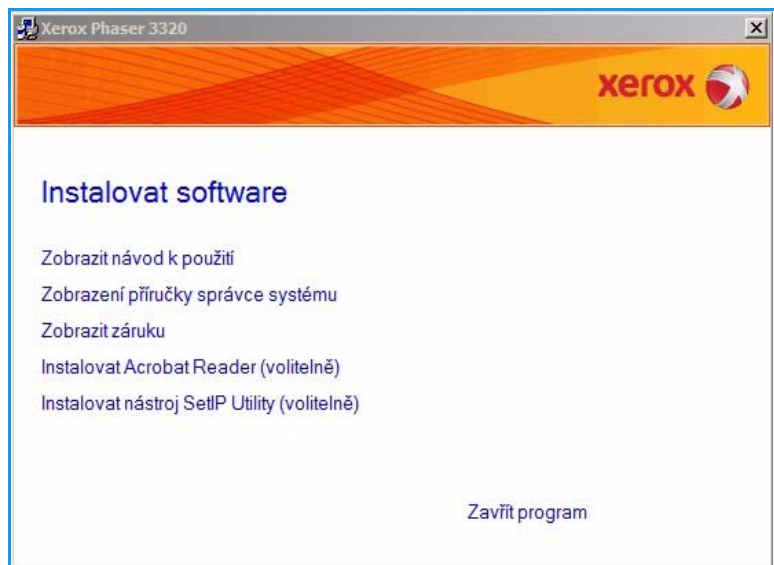 Xerox Phaser 3320
xerox
Instalovat software
Zobrazit návod k použití
Zobrazení příručky správce systému
Zobrazit záruku
Instalovat Acrobat Reader (volitelně)
Instalovat nástroj SetIP Utility (volitelně)
Zavřít program